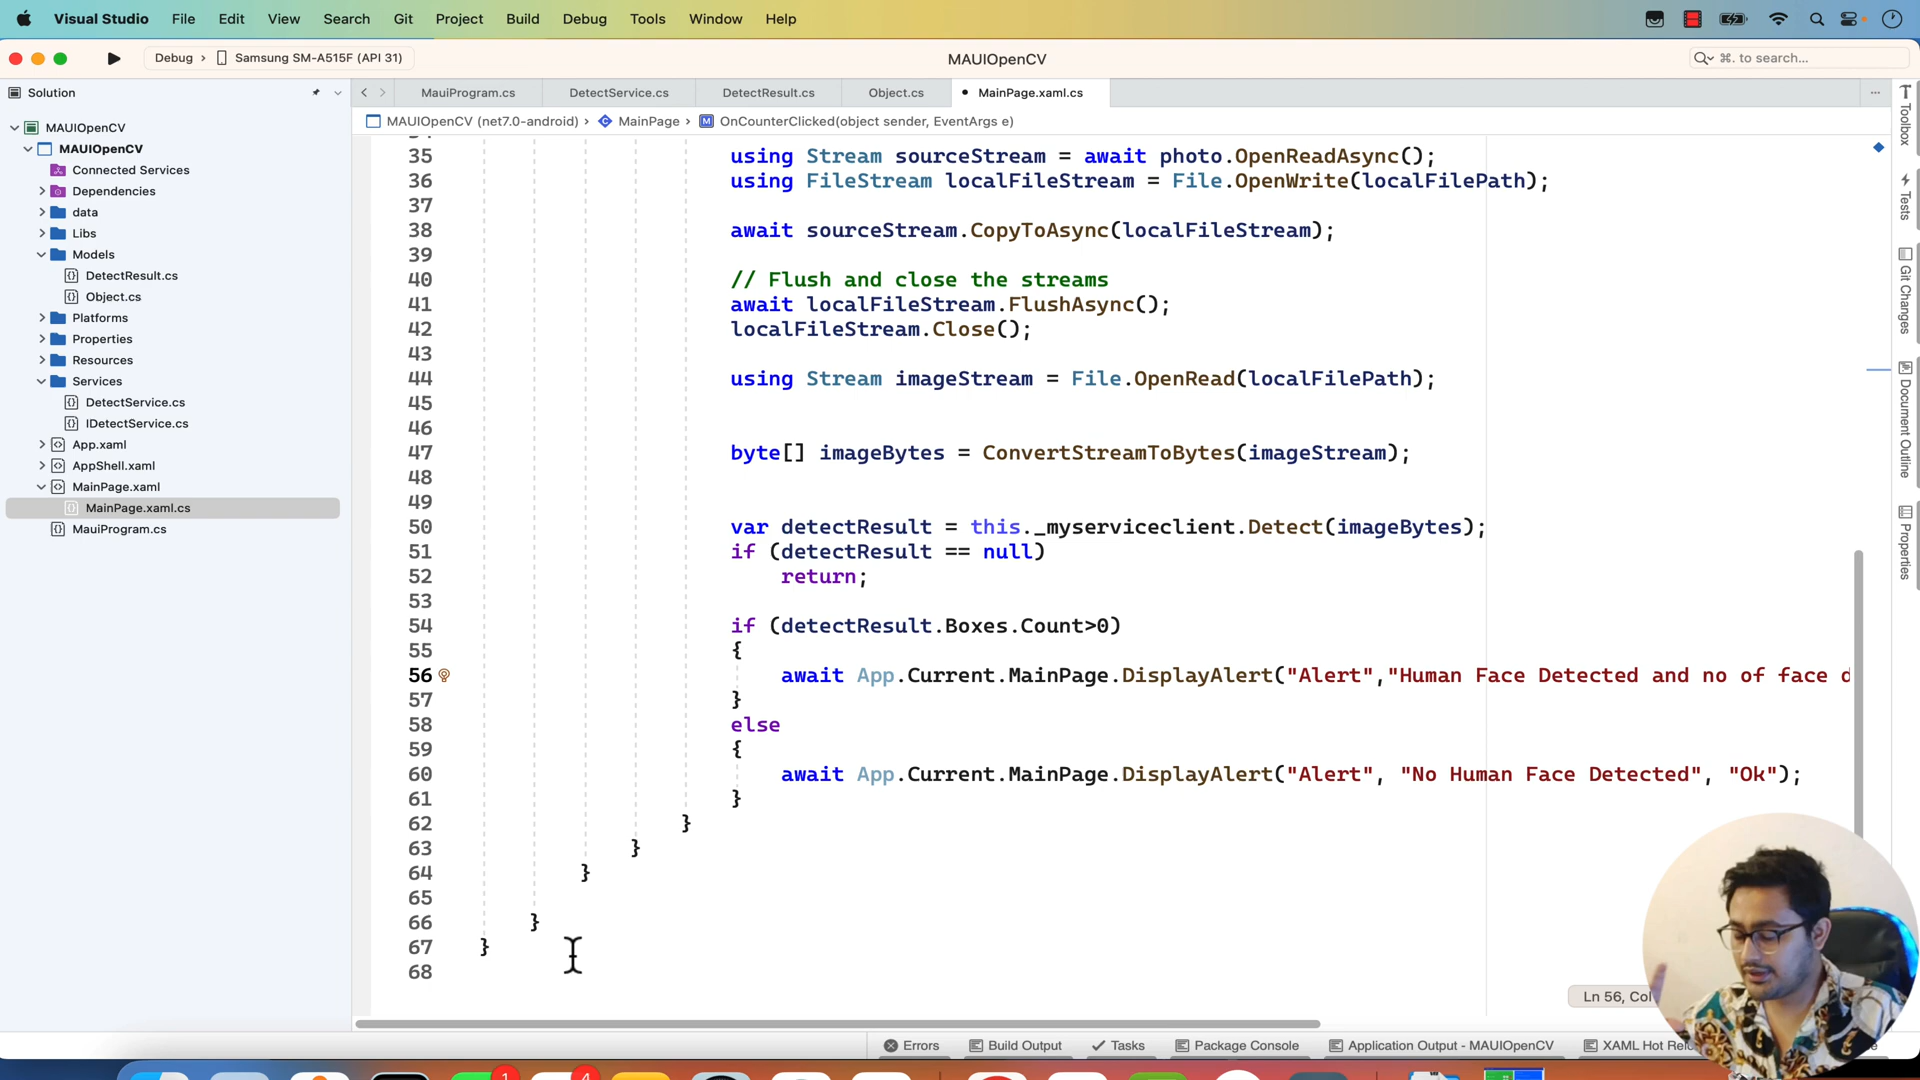 Visual Studio File Edit View Search Git Project Build Debug Tools Window Help
Debug › Samsung SM-A515F (API 31)
MAUIOpenCV
⌘. to search...
Solution
MauiProgram.cs DetectService.cs DetectResult.cs Object.cs • MainPage.xaml.cs
MAUIOpenCV (net7.0-android) › MainPage › OnCounterClicked(object sender, EventArgs e)
MAUIOpenCV
MAUIOpenCV
Connected Services
Dependencies
data
Libs
Models
DetectResult.cs
Object.cs
Platforms
Properties
Resources
Services
DetectService.cs
IDetectService.cs
App.xaml
AppShell.xaml
MainPage.xaml
MainPage.xaml.cs
MauiProgram.cs
35 using Stream sourceStream = await photo.OpenReadAsync();
36 using FileStream localFileStream = File.OpenWrite(localFilePath);
37
38 await sourceStream.CopyToAsync(localFileStream);
39
40 // Flush and close the streams
41 await localFileStream.FlushAsync();
42 localFileStream.Close();
43
44 using Stream imageStream = File.OpenRead(localFilePath);
45
46
47 byte[] imageBytes = ConvertStreamToBytes(imageStream);
48
49
50 var detectResult = this._myserviceclient.Detect(imageBytes);
51 if (detectResult == null)
52 return;
53
54 if (detectResult.Boxes.Count>0)
55 {
56 await App.Current.MainPage.DisplayAlert("Alert","Human Face Detected and no of face
57 }
58 else
59 {
60 await App.Current.MainPage.DisplayAlert("Alert", "No Human Face Detected", "Ok");
61 }
62 }
63 }
64 }
65
66 }
67 }
68
Toolbox
Tests
Git Changes
Document Outline
Properties
Ln 56, Col
Errors Build Output Tasks Package Console Application Output - MAUIOpenCV XAML Hot
1
4